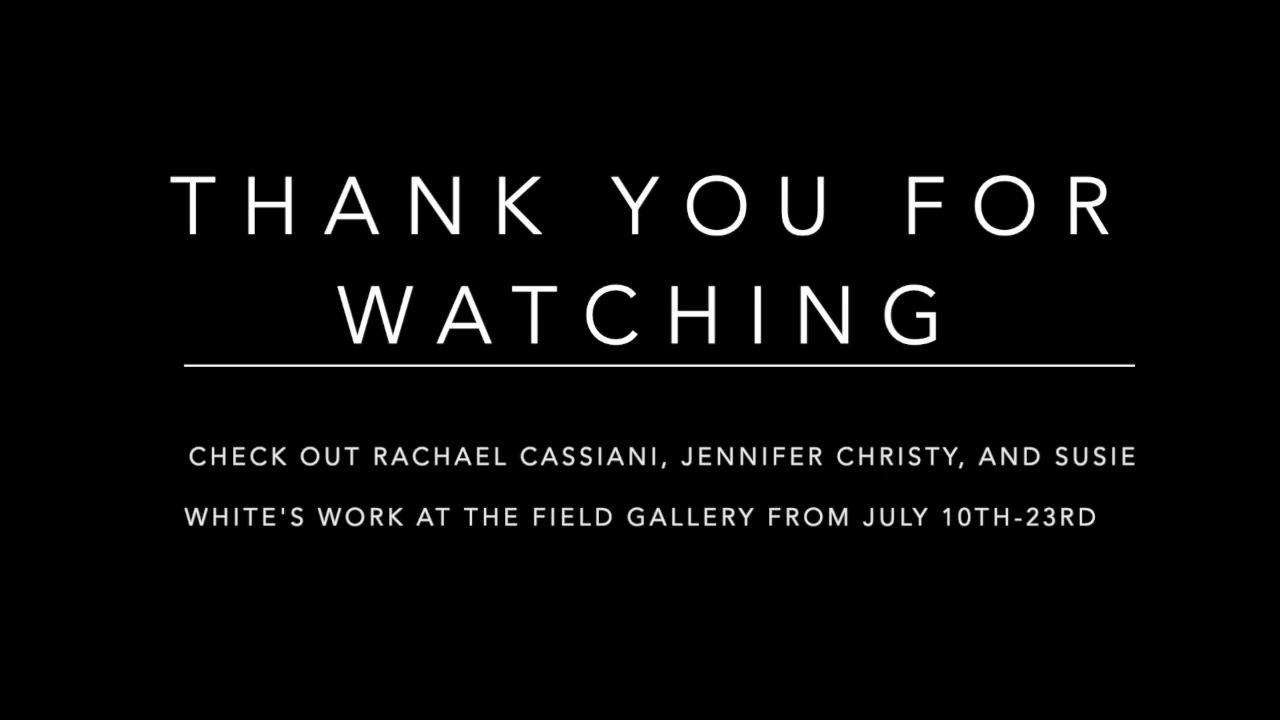 THANK YOU FOR
WATCHING
CHECK OUT RACHAEL CASSIANI, JENNIFER CHRISTY, AND SUSIE
WHITE'S WORK AT THE FIELD GALLERY FROM JULY 10TH-23RD